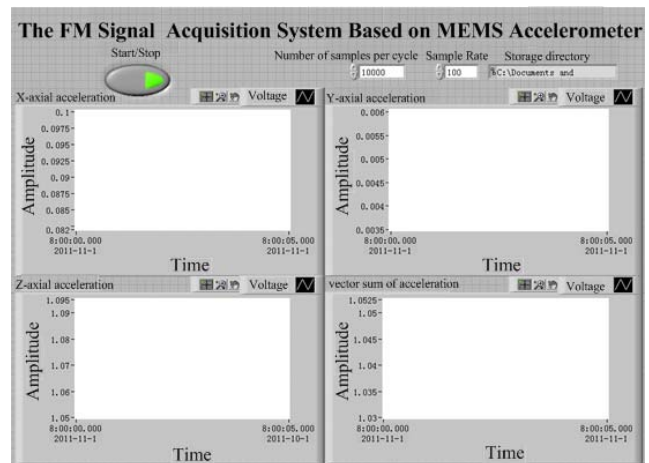 The FM Signal Acquisition System Based on MEMS Accelerometer
Start/Stop
Number of samples per cycle Sample Rate Storage directory
10000 100 C:\Documents and
X-axial acceleration Voltage
0.1
0.0975
0.095
0.0925
0.09
0.0875
0.085
0.082
Amplitude
8:00:00.000 8:00:05.000
2011-11-1 2011-11-1
Time
Y-axial acceleration Voltage
0.006
0.0055
0.005
0.0045
0.004
0.0035
Amplitude
8:00:00.000 8:00:05.000
2011-11-1 2011-11-1
Time
Z-axial acceleration Voltage
1.095
1.09
1.08
1.07
1.06
1.05
Amplitude
8:00:00.000 8:00:05.000
2011-11-1 2011-10-1
Time
vector sum of acceleration Voltage
1.0525
1.05
1.045
1.04
1.035
1.03
Amplitude
8:00:00.000 8:00:05.000
2011-11-1 2011-11-1
Time